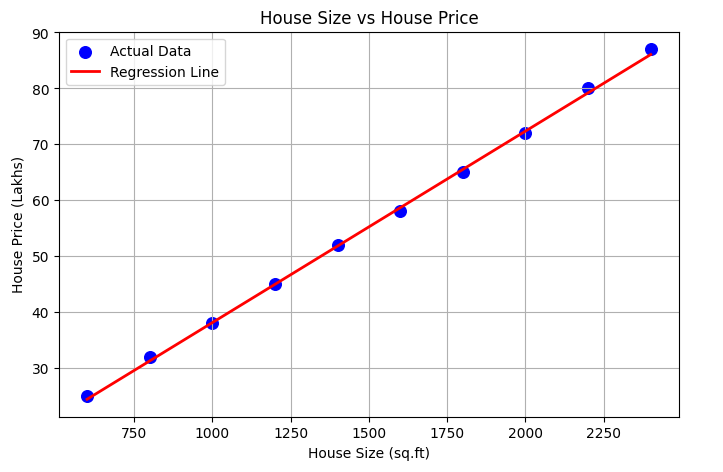 House Size vs House Price
Actual Data
Regression Line
90
80
70
60
50
40
30
House Price (Lakhs)
750 1000 1250 1500 1750 2000 2250
House Size (sq.ft)